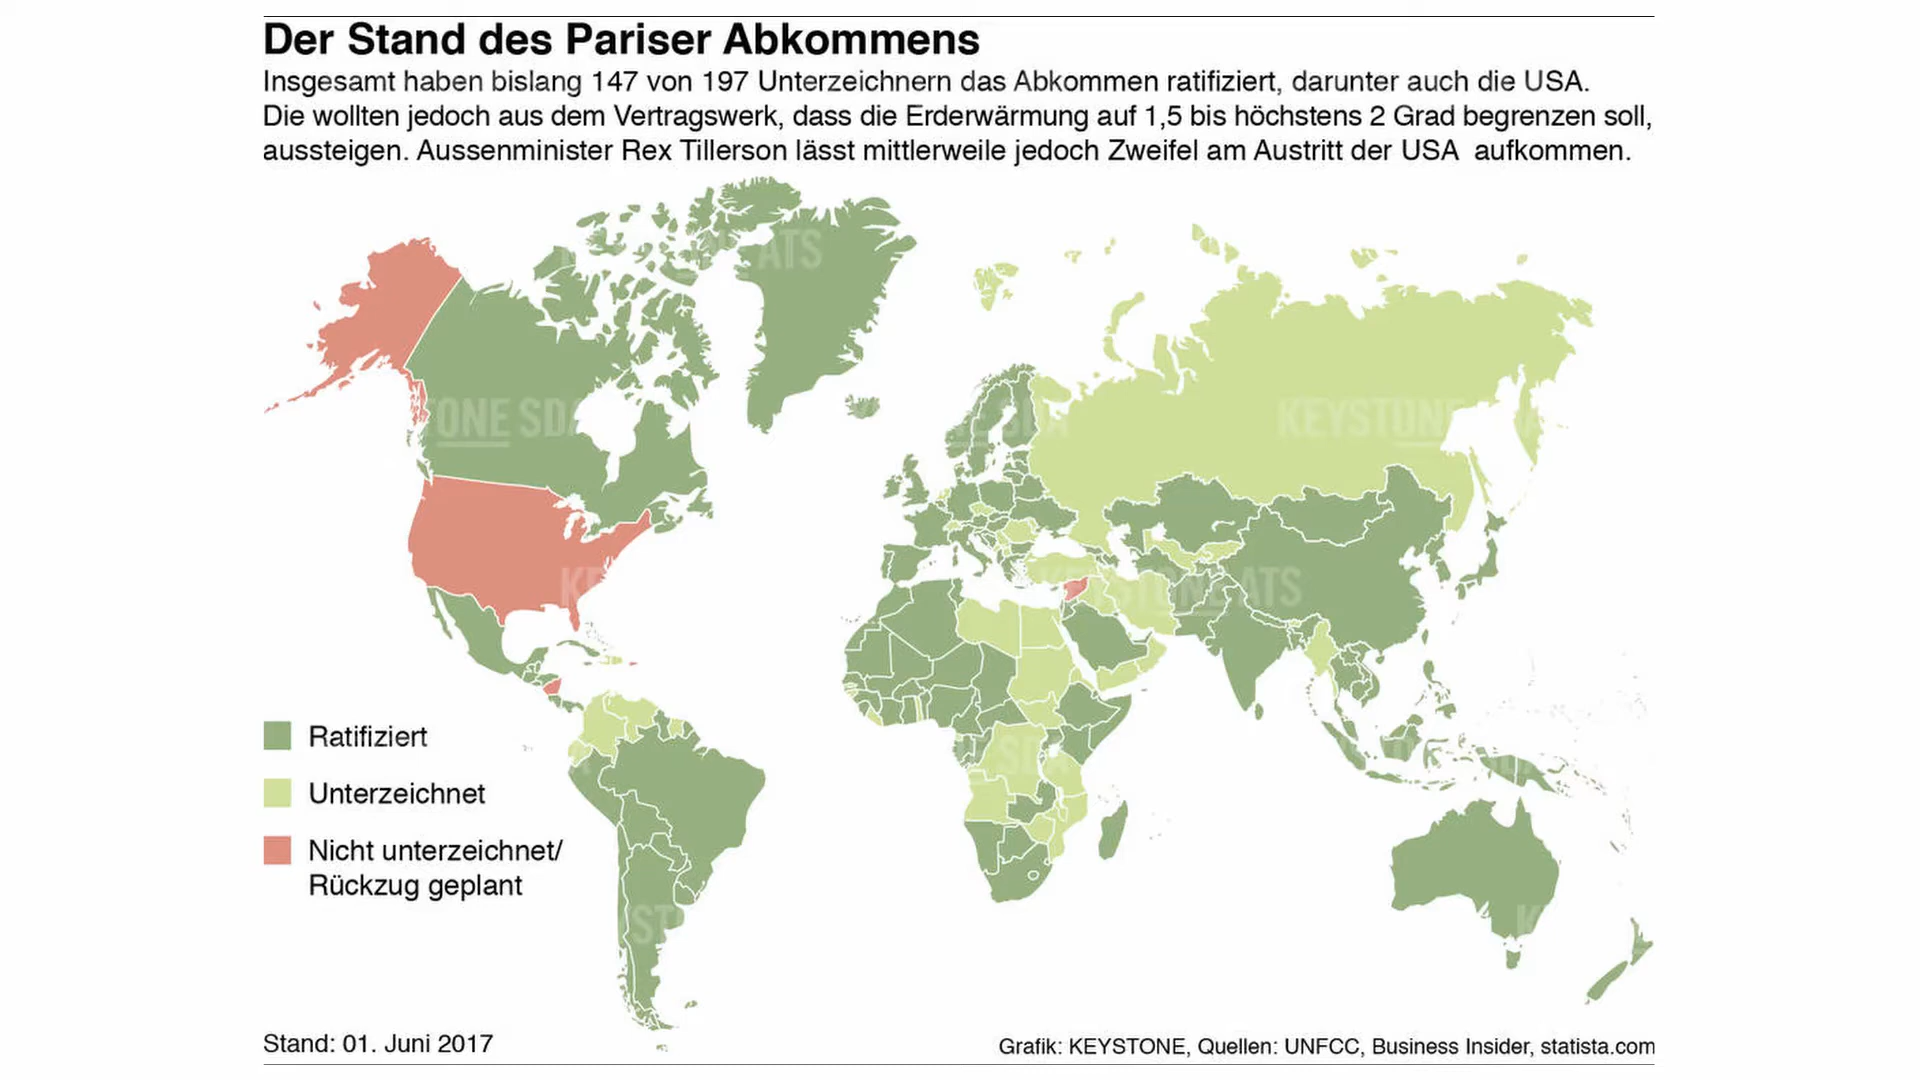 Der Stand des Pariser Abkommens
Insgesamt haben bislang 147 von 197 Unterzeichnern das Abkommen ratifiziert, darunter auch die USA.
Die wollten jedoch aus dem Vertragswerk, dass die Erderwärmung auf 1,5 bis höchstens 2 Grad begrenzen soll,
aussteigen. Aussenminister Rex Tillerson lässt mittlerweile jedoch Zweifel am Austritt der USA aufkommen.
Ratifiziert
Unterzeichnet
Nicht unterzeichnet/
Rückzug geplant
Stand: 01. Juni 2017
Grafik: KEYSTONE, Quellen: UNFCC, Business Insider, statista.com